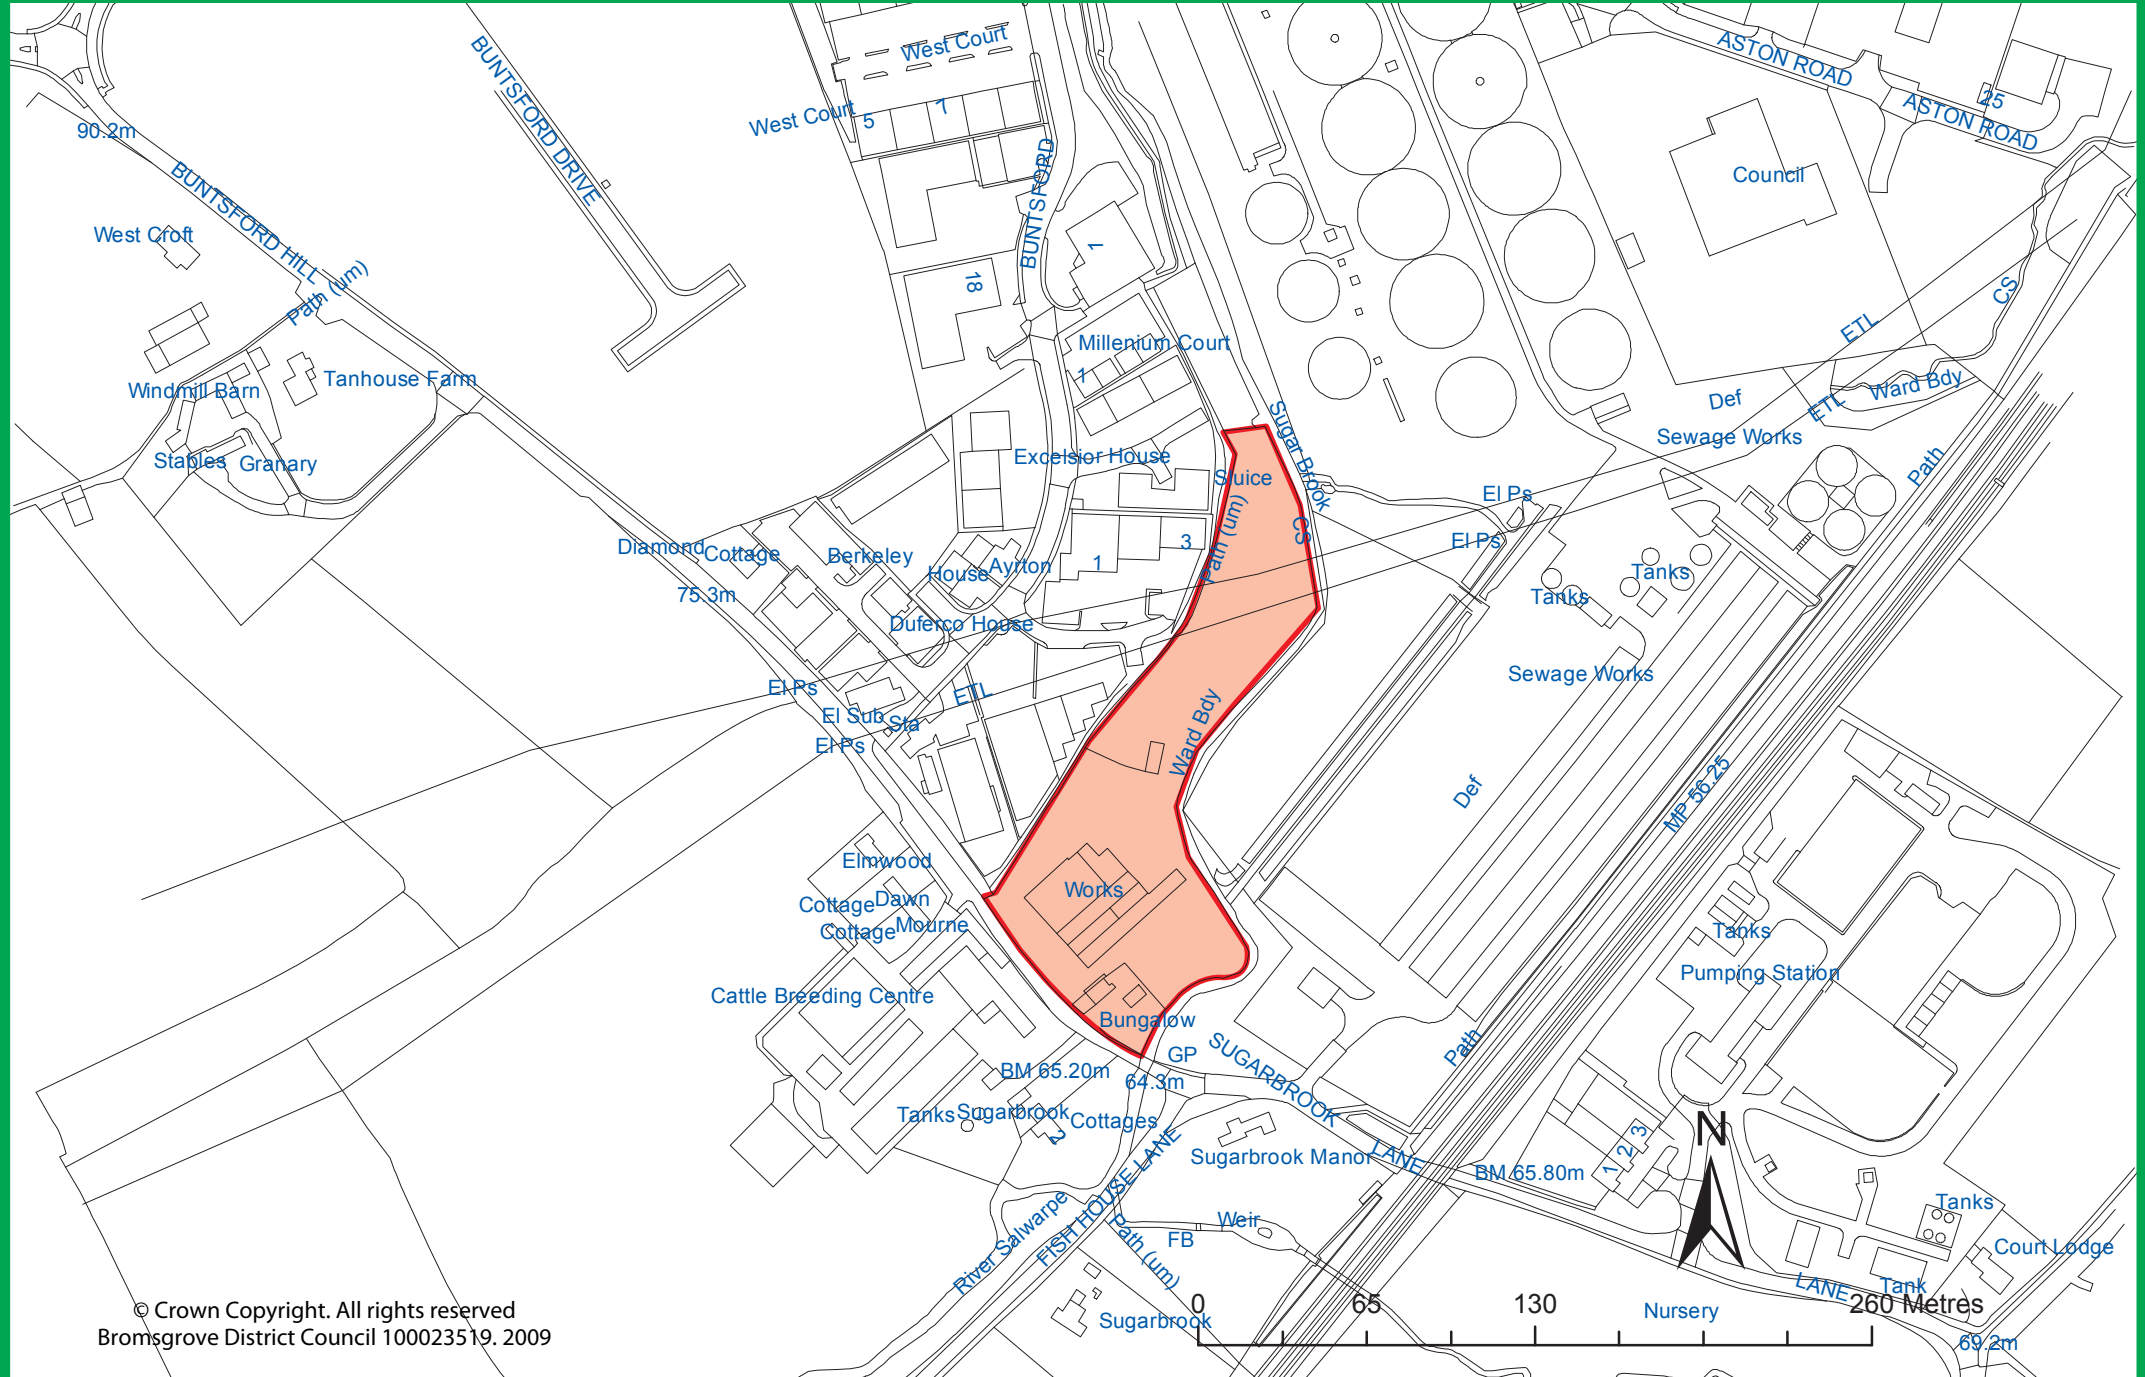 West Court
ASTON ROAD
BUNTSFORD DRIVE
25
ASTON ROAD
West Court
5
7
90.2m
BUNTSFORD
Council
BUNTSFORD HILL
West Croft
1
Path (um)
18
CS
ETL
Millenium Court
1
Tanhouse Farm
Windmill Barn
Ward Bdy
Def
ETL
Sugar Brook
Sewage Works
Excelsior House
Stables
Granary
Sluice
Path
El Ps
CS
Path (um)
3
El Ps
Diamond
Cottage
Berkeley
House
Ayrton
1
Tanks
Tanks
75.3m
Duferco House
Sewage Works
El Ps
ETL
El Sub
Sta
El Ps
Ward Bdy
Def
MP 56.25
Elmwood
Works
Cottage
Dawn
Cottage
Mourne
Tanks
Pumping Station
Cattle Breeding Centre
Bungalow
GP
SUGARBROOK
Path
BM 65.20m
64.3m
Tanks
Sugarbrook
Cottages
2
N
1 2 3
Sugarbrook Manor
LANE
BM 65.80m
River Salwarpe
FISH HOUSE LANE
Weir
FB
Path (um)
Tanks
Court Lodge
LANE
Tank
0 65 130 260 Metres
Nursery
Sugarbrook
69.2m
© Crown Copyright. All rights reserved
Bromsgrove District Council 100023519. 2009